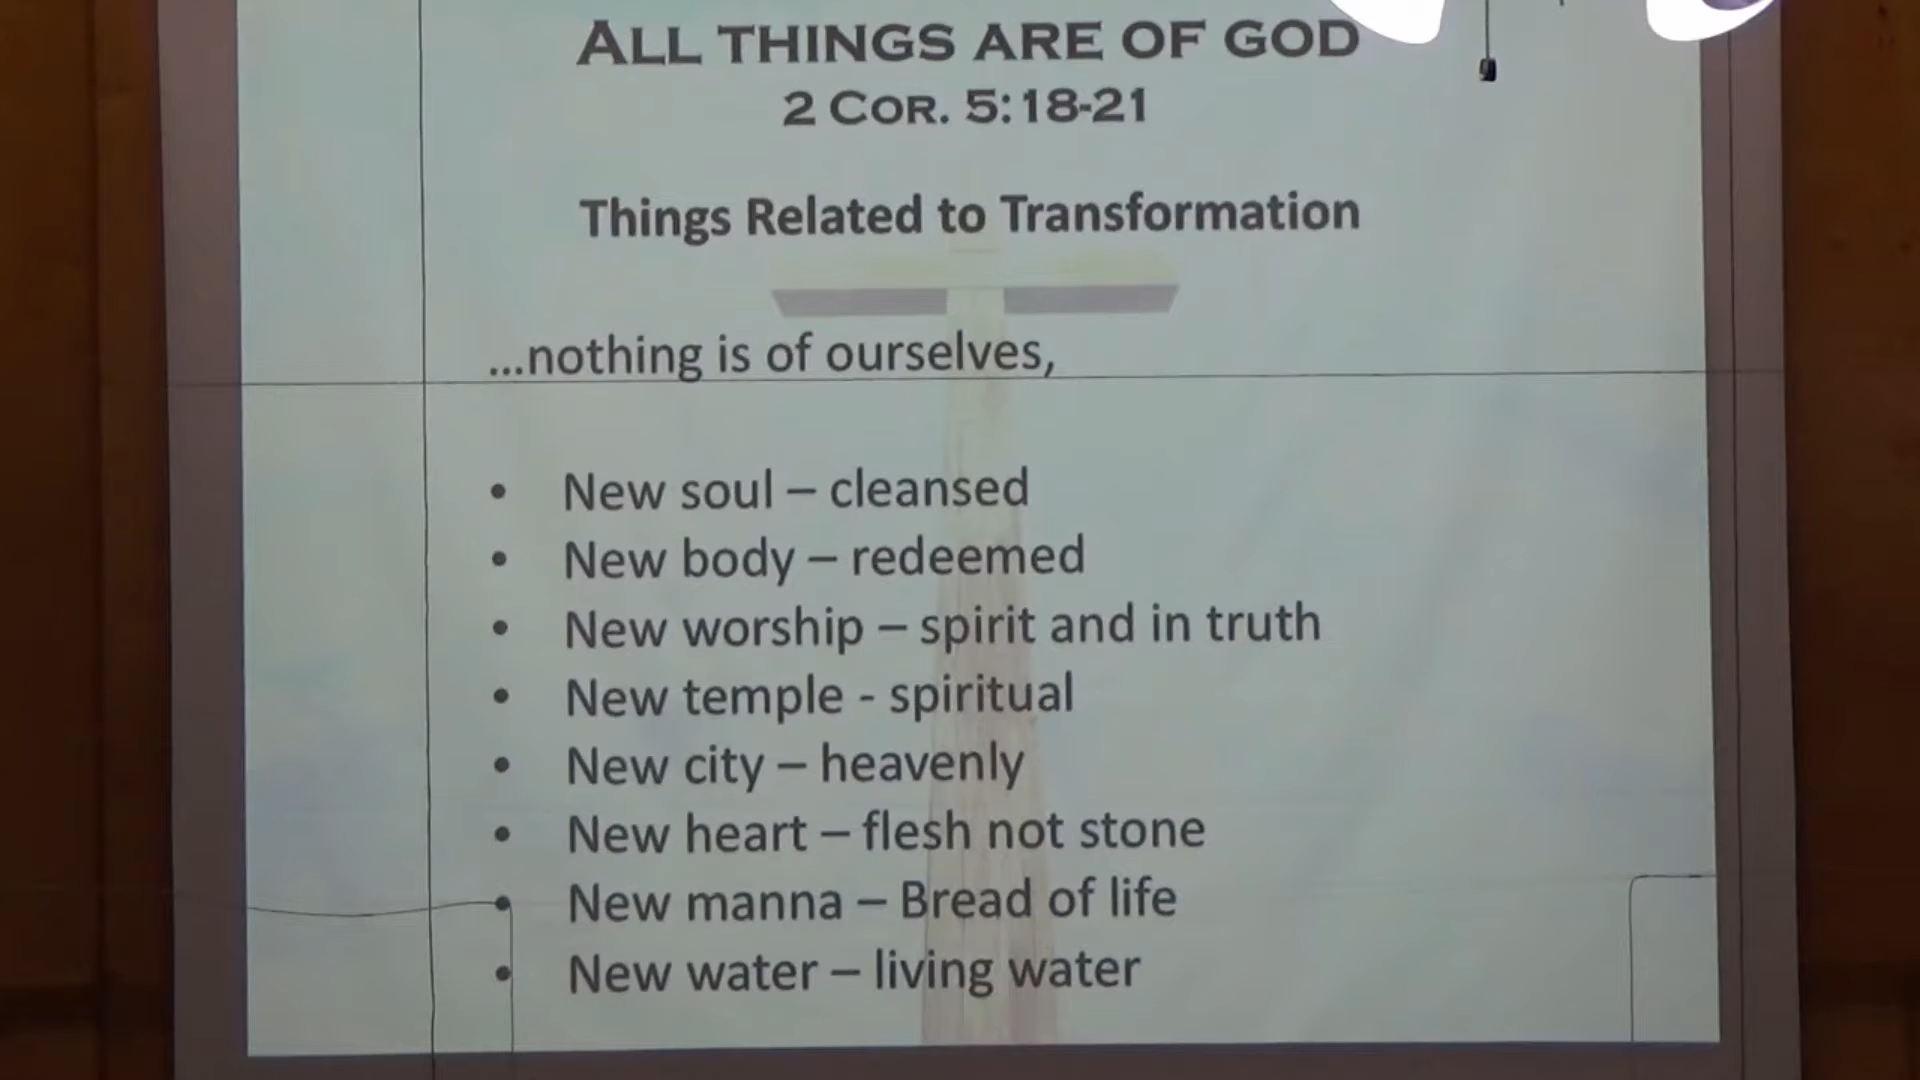 ALL THINGS ARE OF GOD
2 COR. 5:18-21
Things Related to Transformation
...nothing is of ourselves,
• New soul – cleansed
• New body – redeemed
• New worship – spirit and in truth
• New temple - spiritual
• New city – heavenly
• New heart – flesh not stone
• New manna – Bread of life
• New water – living water